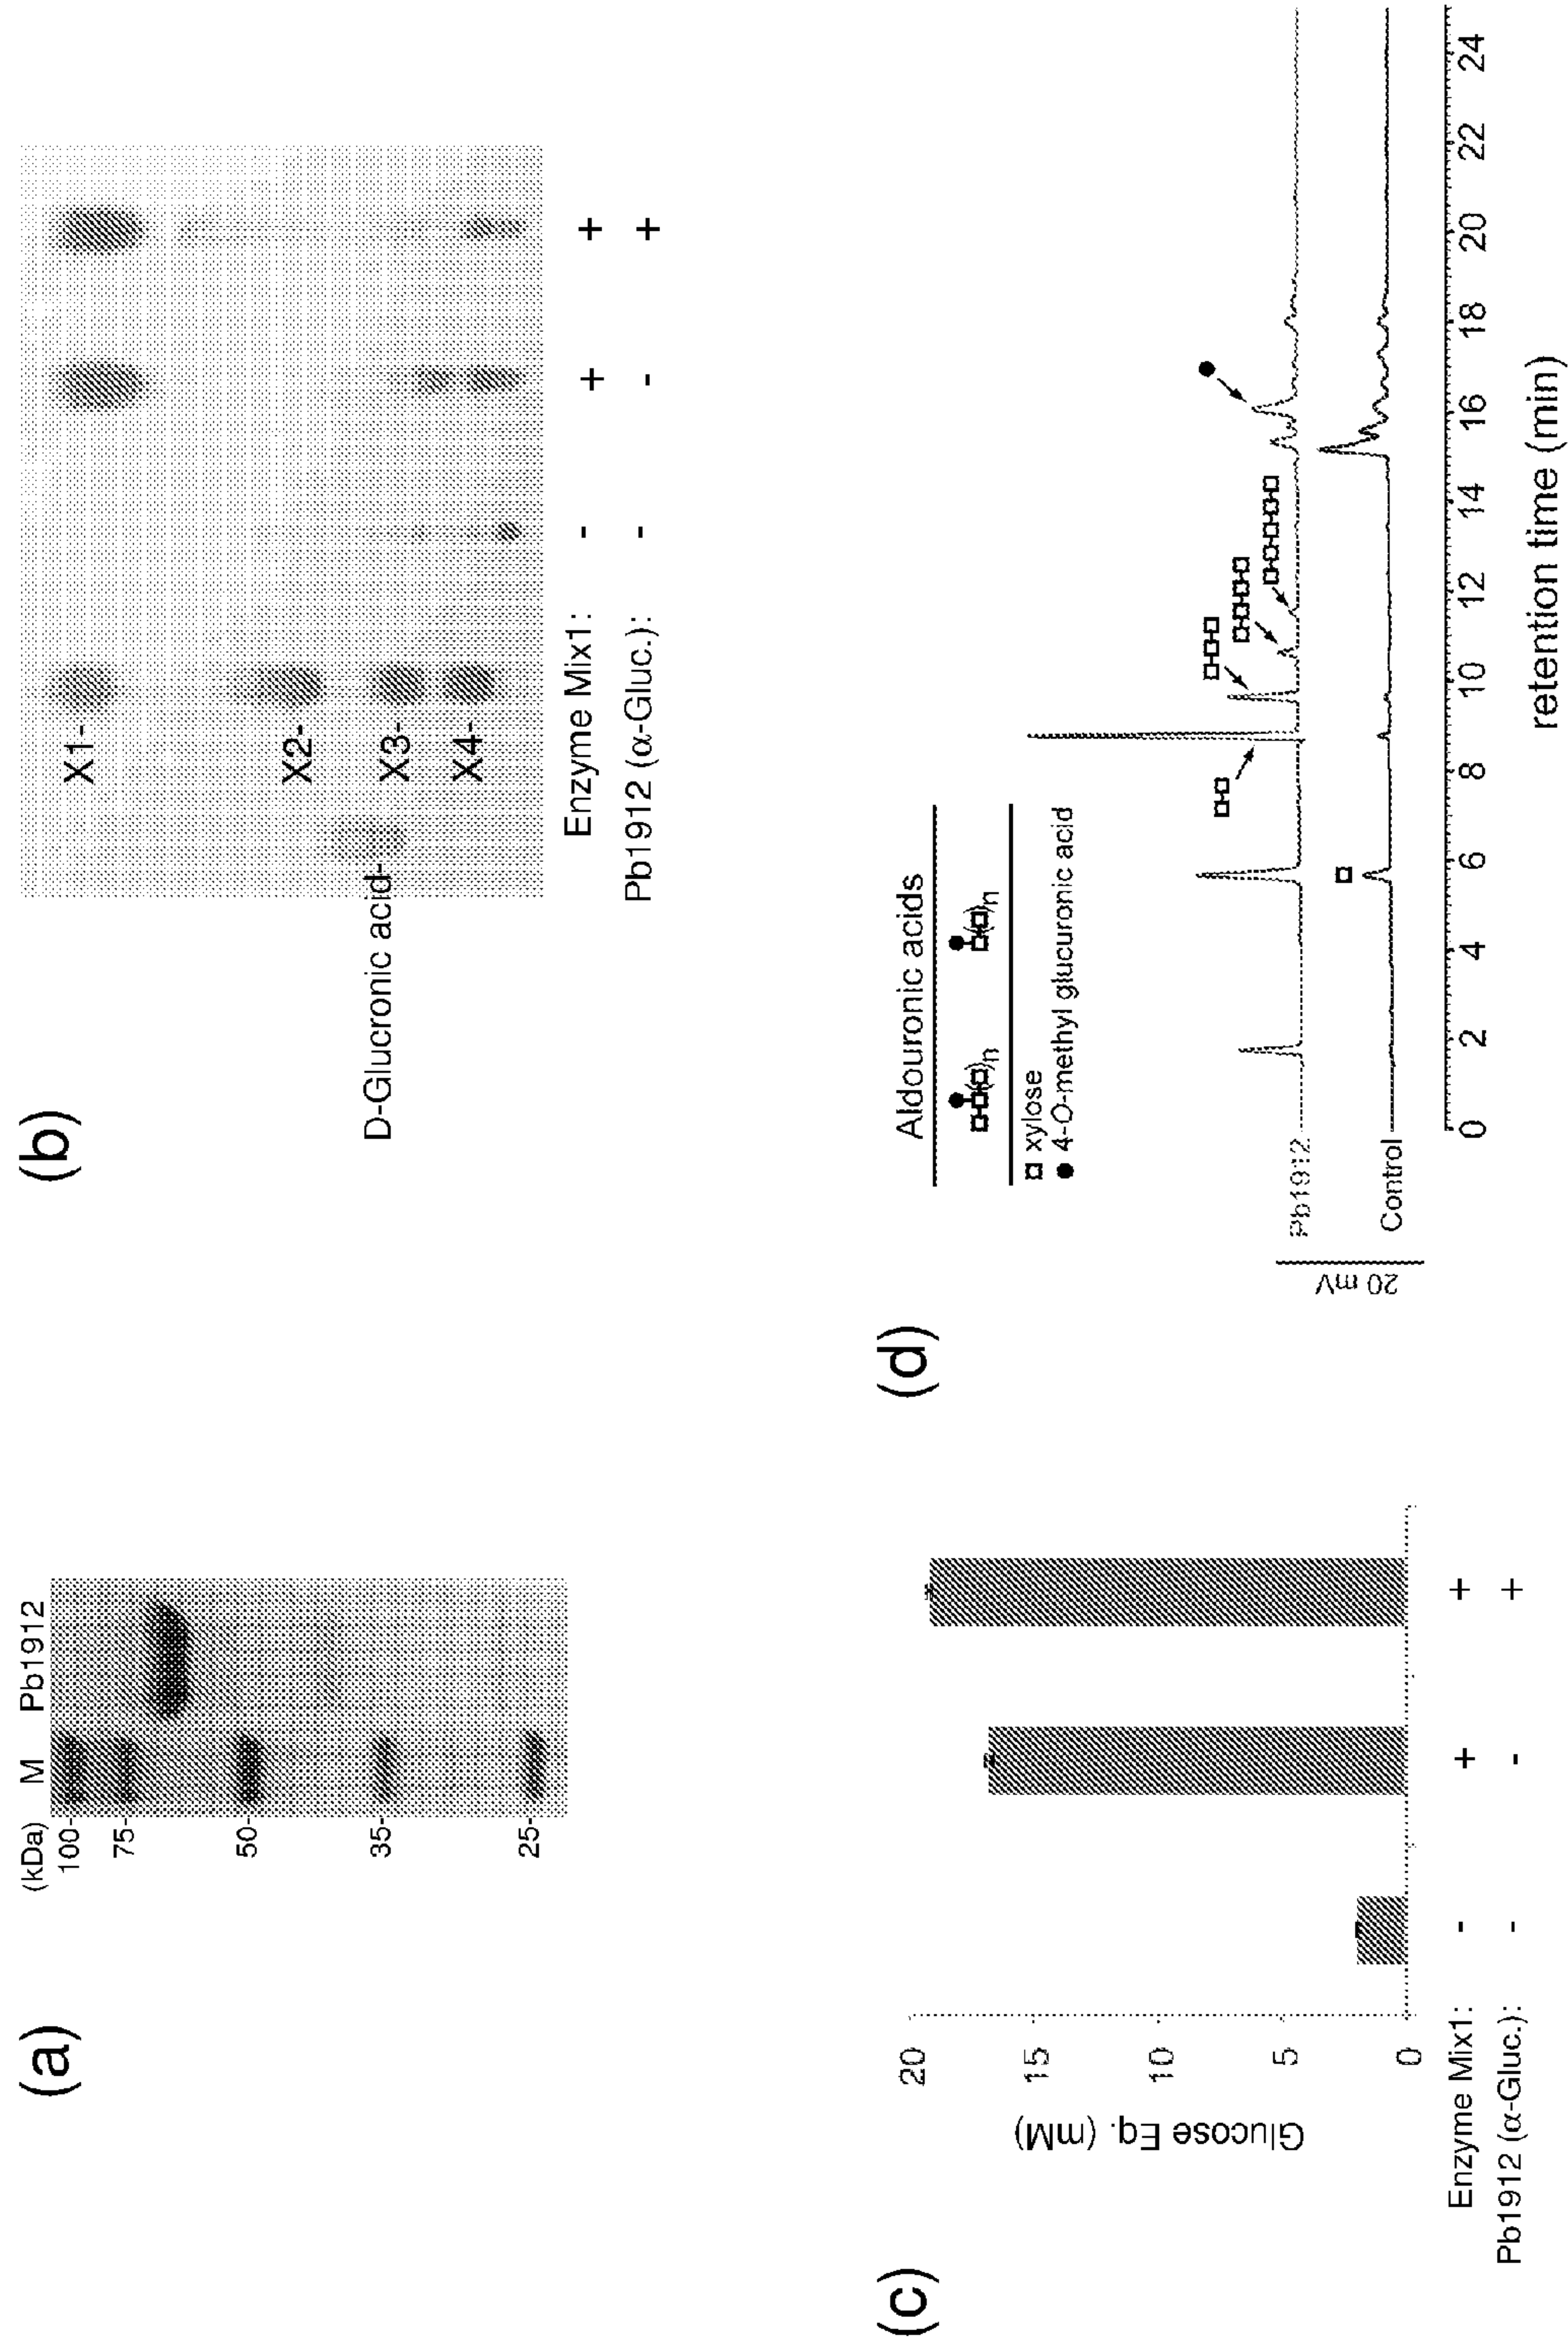 (a)
(kDa) M Pb1912
100-
75-
50-
35-
25-
(b)
X1-
X2-
D-Glucronic acid-
X3-
X4-
Enzyme Mix1: - + +
Pb1912 (α-Gluc.): - - +
(c)
Glucose Eq. (mM)
20
15
10
5
0
Enzyme Mix1: - + +
Pb1912 (α-Gluc.): - - +
(d)
Aldouronic acids
( )n ( )n
xylose
4-O-methyl glucuronic acid
20 mV
Pb1912
Control
0 2 4 6 8 10 12 14 16 18 20 22 24
retention time (min)